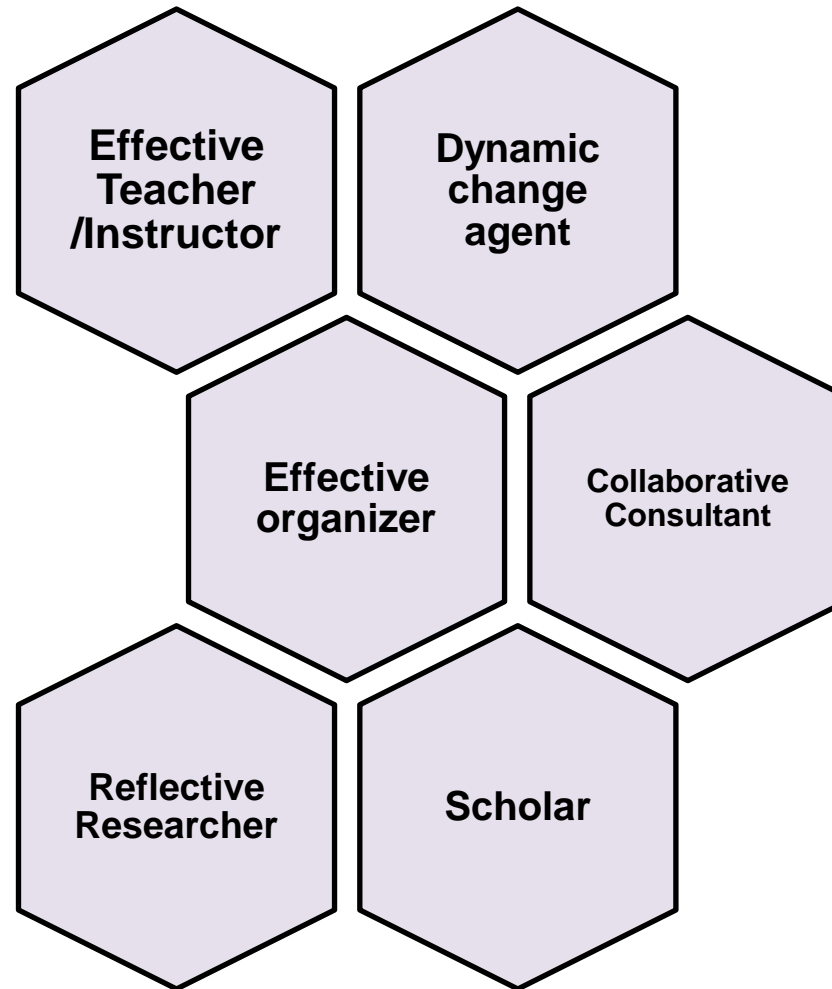 Effective
Teacher
/Instructor
Dynamic
change
agent
Effective
organizer
Collaborative
Consultant
Reflective
Researcher
Scholar